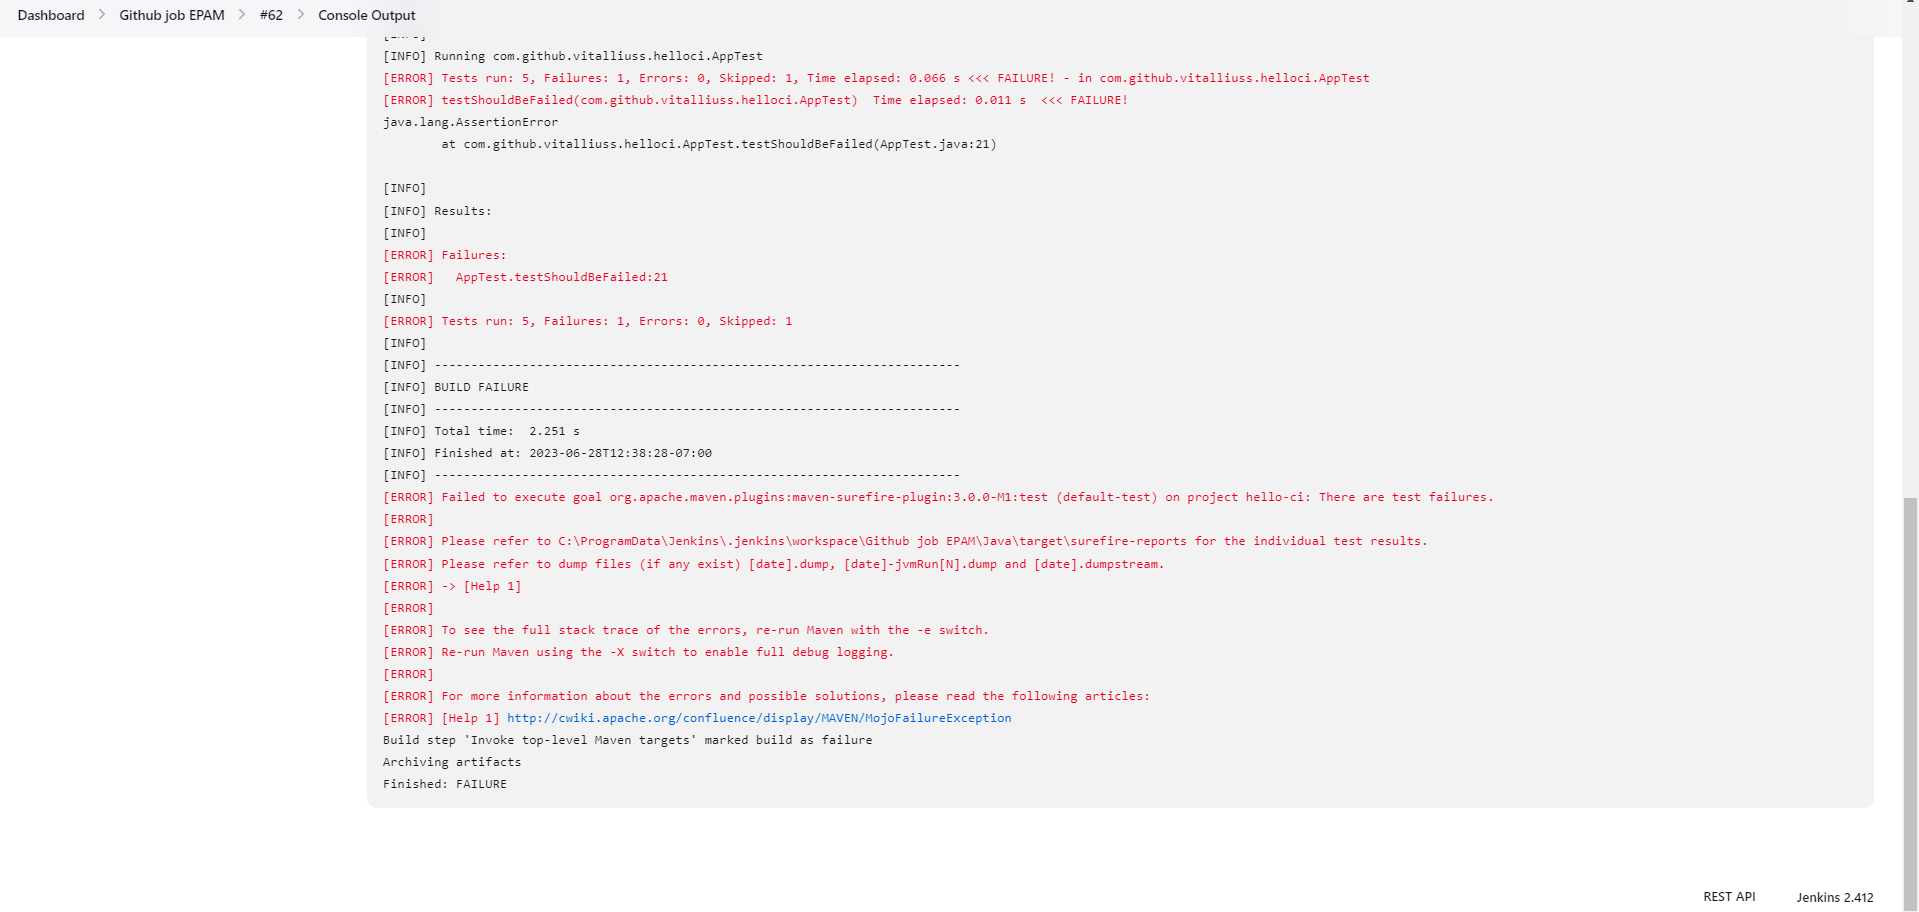 Dashboard > Github job EPAM > #62 > Console Output
[INFO]
[INFO] Running com.github.vitalliuss.helloci.AppTest
[ERROR] Tests run: 5, Failures: 1, Errors: 0, Skipped: 1, Time elapsed: 0.066 s <<< FAILURE! - in com.github.vitalliuss.helloci.AppTest
[ERROR] testShouldBeFailed(com.github.vitalliuss.helloci.AppTest)  Time elapsed: 0.011 s  <<< FAILURE!
java.lang.AssertionError
        at com.github.vitalliuss.helloci.AppTest.testShouldBeFailed(AppTest.java:21)
[INFO]
[INFO] Results:
[INFO]
[ERROR] Failures:
[ERROR]   AppTest.testShouldBeFailed:21
[INFO]
[ERROR] Tests run: 5, Failures: 1, Errors: 0, Skipped: 1
[INFO]
[INFO] ------------------------------------------------------------------------
[INFO] BUILD FAILURE
[INFO] ------------------------------------------------------------------------
[INFO] Total time:  2.251 s
[INFO] Finished at: 2023-06-28T12:38:28-07:00
[INFO] ------------------------------------------------------------------------
[ERROR] Failed to execute goal org.apache.maven.plugins:maven-surefire-plugin:3.0.0-M1:test (default-test) on project hello-ci: There are test failures.
[ERROR]
[ERROR] Please refer to C:\ProgramData\Jenkins\.jenkins\workspace\Github job EPAM\Java\target\surefire-reports for the individual test results.
[ERROR] Please refer to dump files (if any exist) [date].dump, [date]-jvmRun[N].dump and [date].dumpstream.
[ERROR] -> [Help 1]
[ERROR]
[ERROR] To see the full stack trace of the errors, re-run Maven with the -e switch.
[ERROR] Re-run Maven using the -X switch to enable full debug logging.
[ERROR]
[ERROR] For more information about the errors and possible solutions, please read the following articles:
[ERROR] [Help 1] http://cwiki.apache.org/confluence/display/MAVEN/MojoFailureException
Build step 'Invoke top-level Maven targets' marked build as failure
Archiving artifacts
Finished: FAILURE
REST API Jenkins 2.412